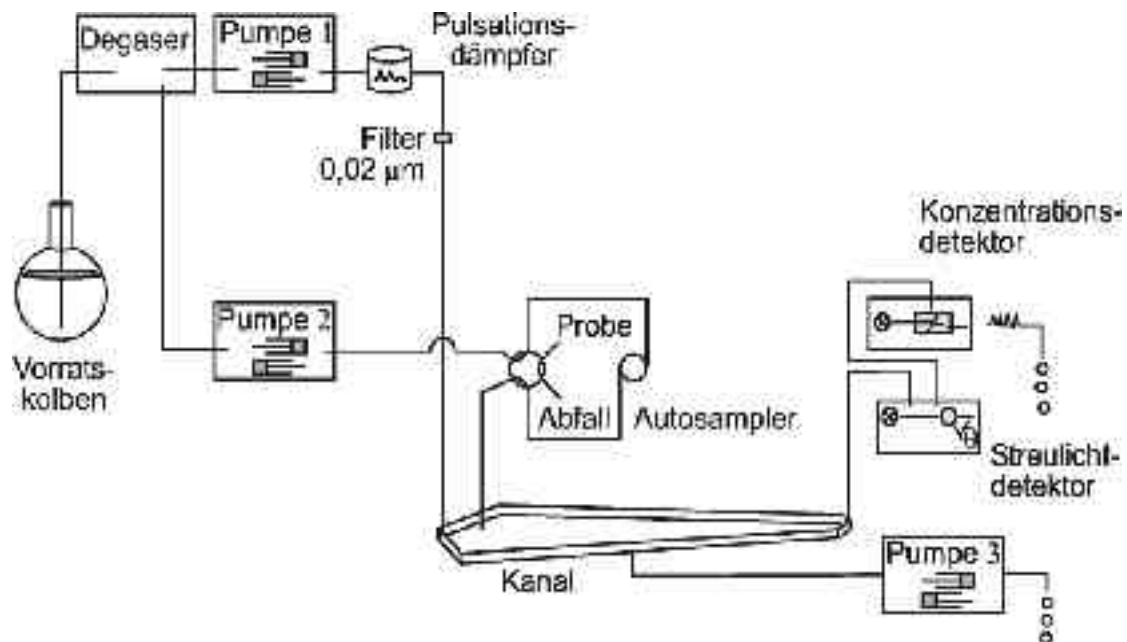 Degaser
Pumpe 1
Pulsations-
dämpfer
Filter
0,02 µm
Konzentrations-
detektor
Pumpe 2
Probe
Vorrats-
kolben
Abfall
Autosampler
Streulicht-
detektor
Kanal
Pumpe 3